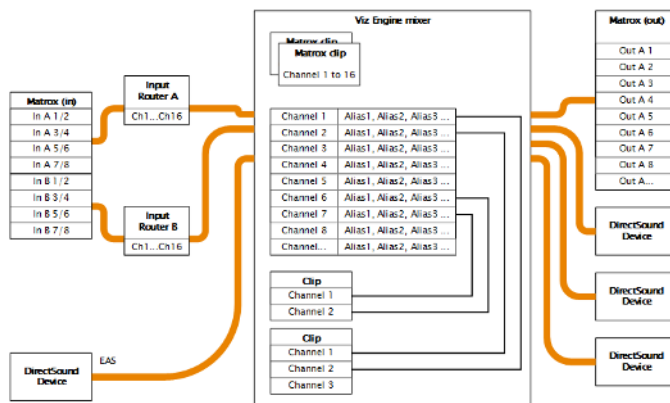 Viz Engine mixer
Matrox clip
Matrox clip
Channel 1 to 16
Matrox (in)
In A 1/2
In A 3/4
In A 5/6
In A 7/8
In B 1/2
In B 3/4
In B 5/6
In B 7/8
Input
Router A
Ch1...Ch16
Input
Router B
Ch1...Ch16
DirectSound
Device
EAS
Channel 1 Alias1, Alias2, Alias3 ...
Channel 2 Alias1, Alias2, Alias3 ...
Channel 3 Alias1, Alias2, Alias3 ...
Channel 4 Alias1, Alias2, Alias3 ...
Channel 5 Alias1, Alias2, Alias3 ...
Channel 6 Alias1, Alias2, Alias3 ...
Channel 7 Alias1, Alias2, Alias3 ...
Channel 8 Alias1, Alias2, Alias3 ...
Channel... Alias1, Alias2, Alias3 ...
Clip
Channel 1
Channel 2
Clip
Channel 1
Channel 2
Channel 3
Matrox (out)
Out A 1
Out A 2
Out A 3
Out A 4
Out A 5
Out A 6
Out A 7
Out A 8
Out A...
DirectSound
Device
DirectSound
Device
DirectSound
Device